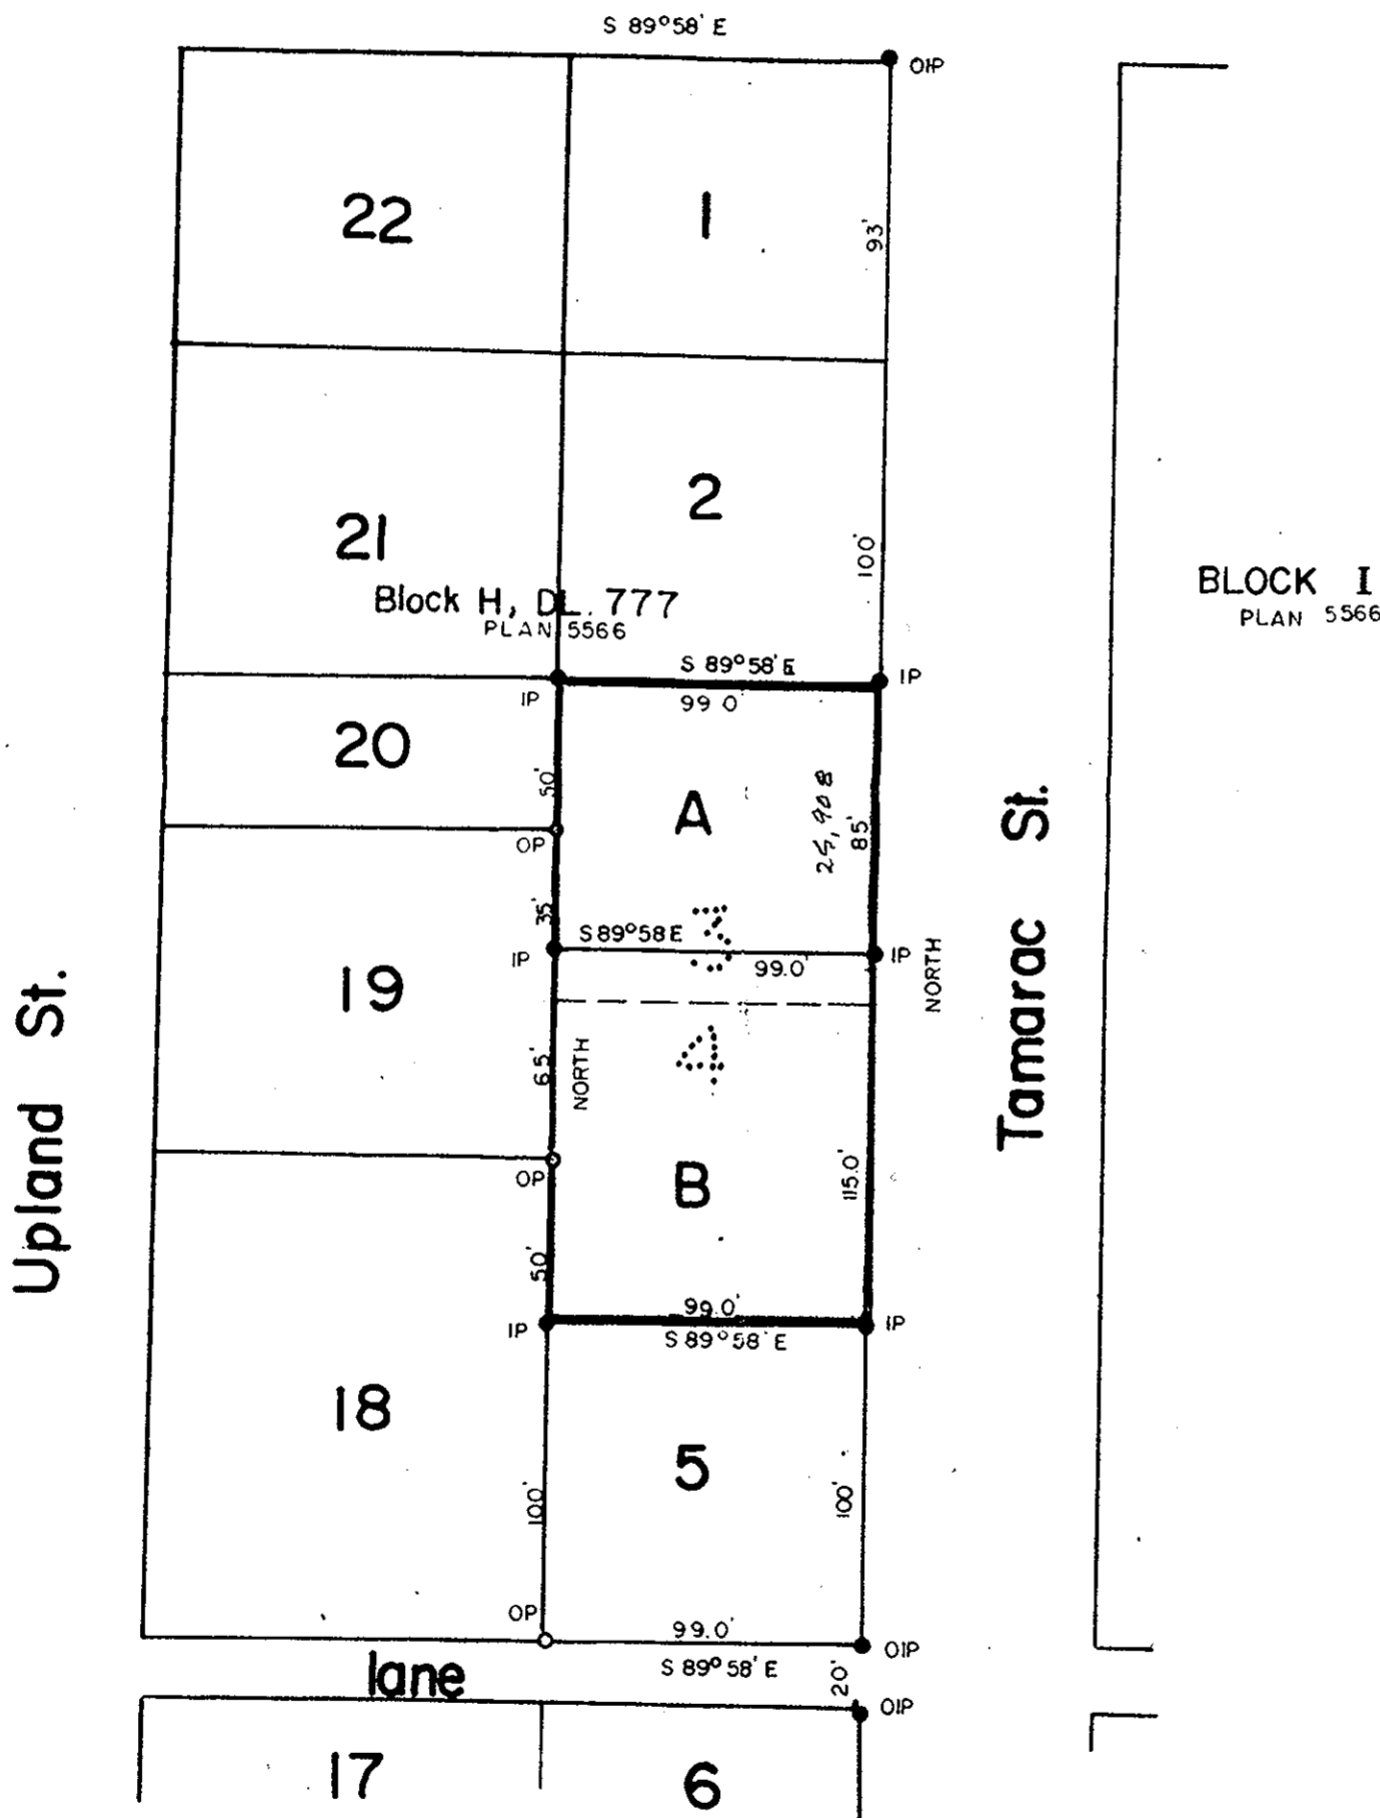 S 89°58' E
OIP
22
1
93'
21
2
100'
Block H, DL. 777
PLAN 5566
BLOCK I
PLAN 5566
S 89°58' E
IP
IP
99.0'
20
50'
A
85'
OP
35'
3
S 89°58 E
IP
99.0'
IP
NORTH
19
65'
NORTH
4
Upland St.
Tamarac St.
OP
B
115.0'
50'
99.0'
IP
IP
S 89°58' E
18
5
100'
100'
OP
99.0'
OIP
lane
S 89°58' E
20'
OIP
17
6